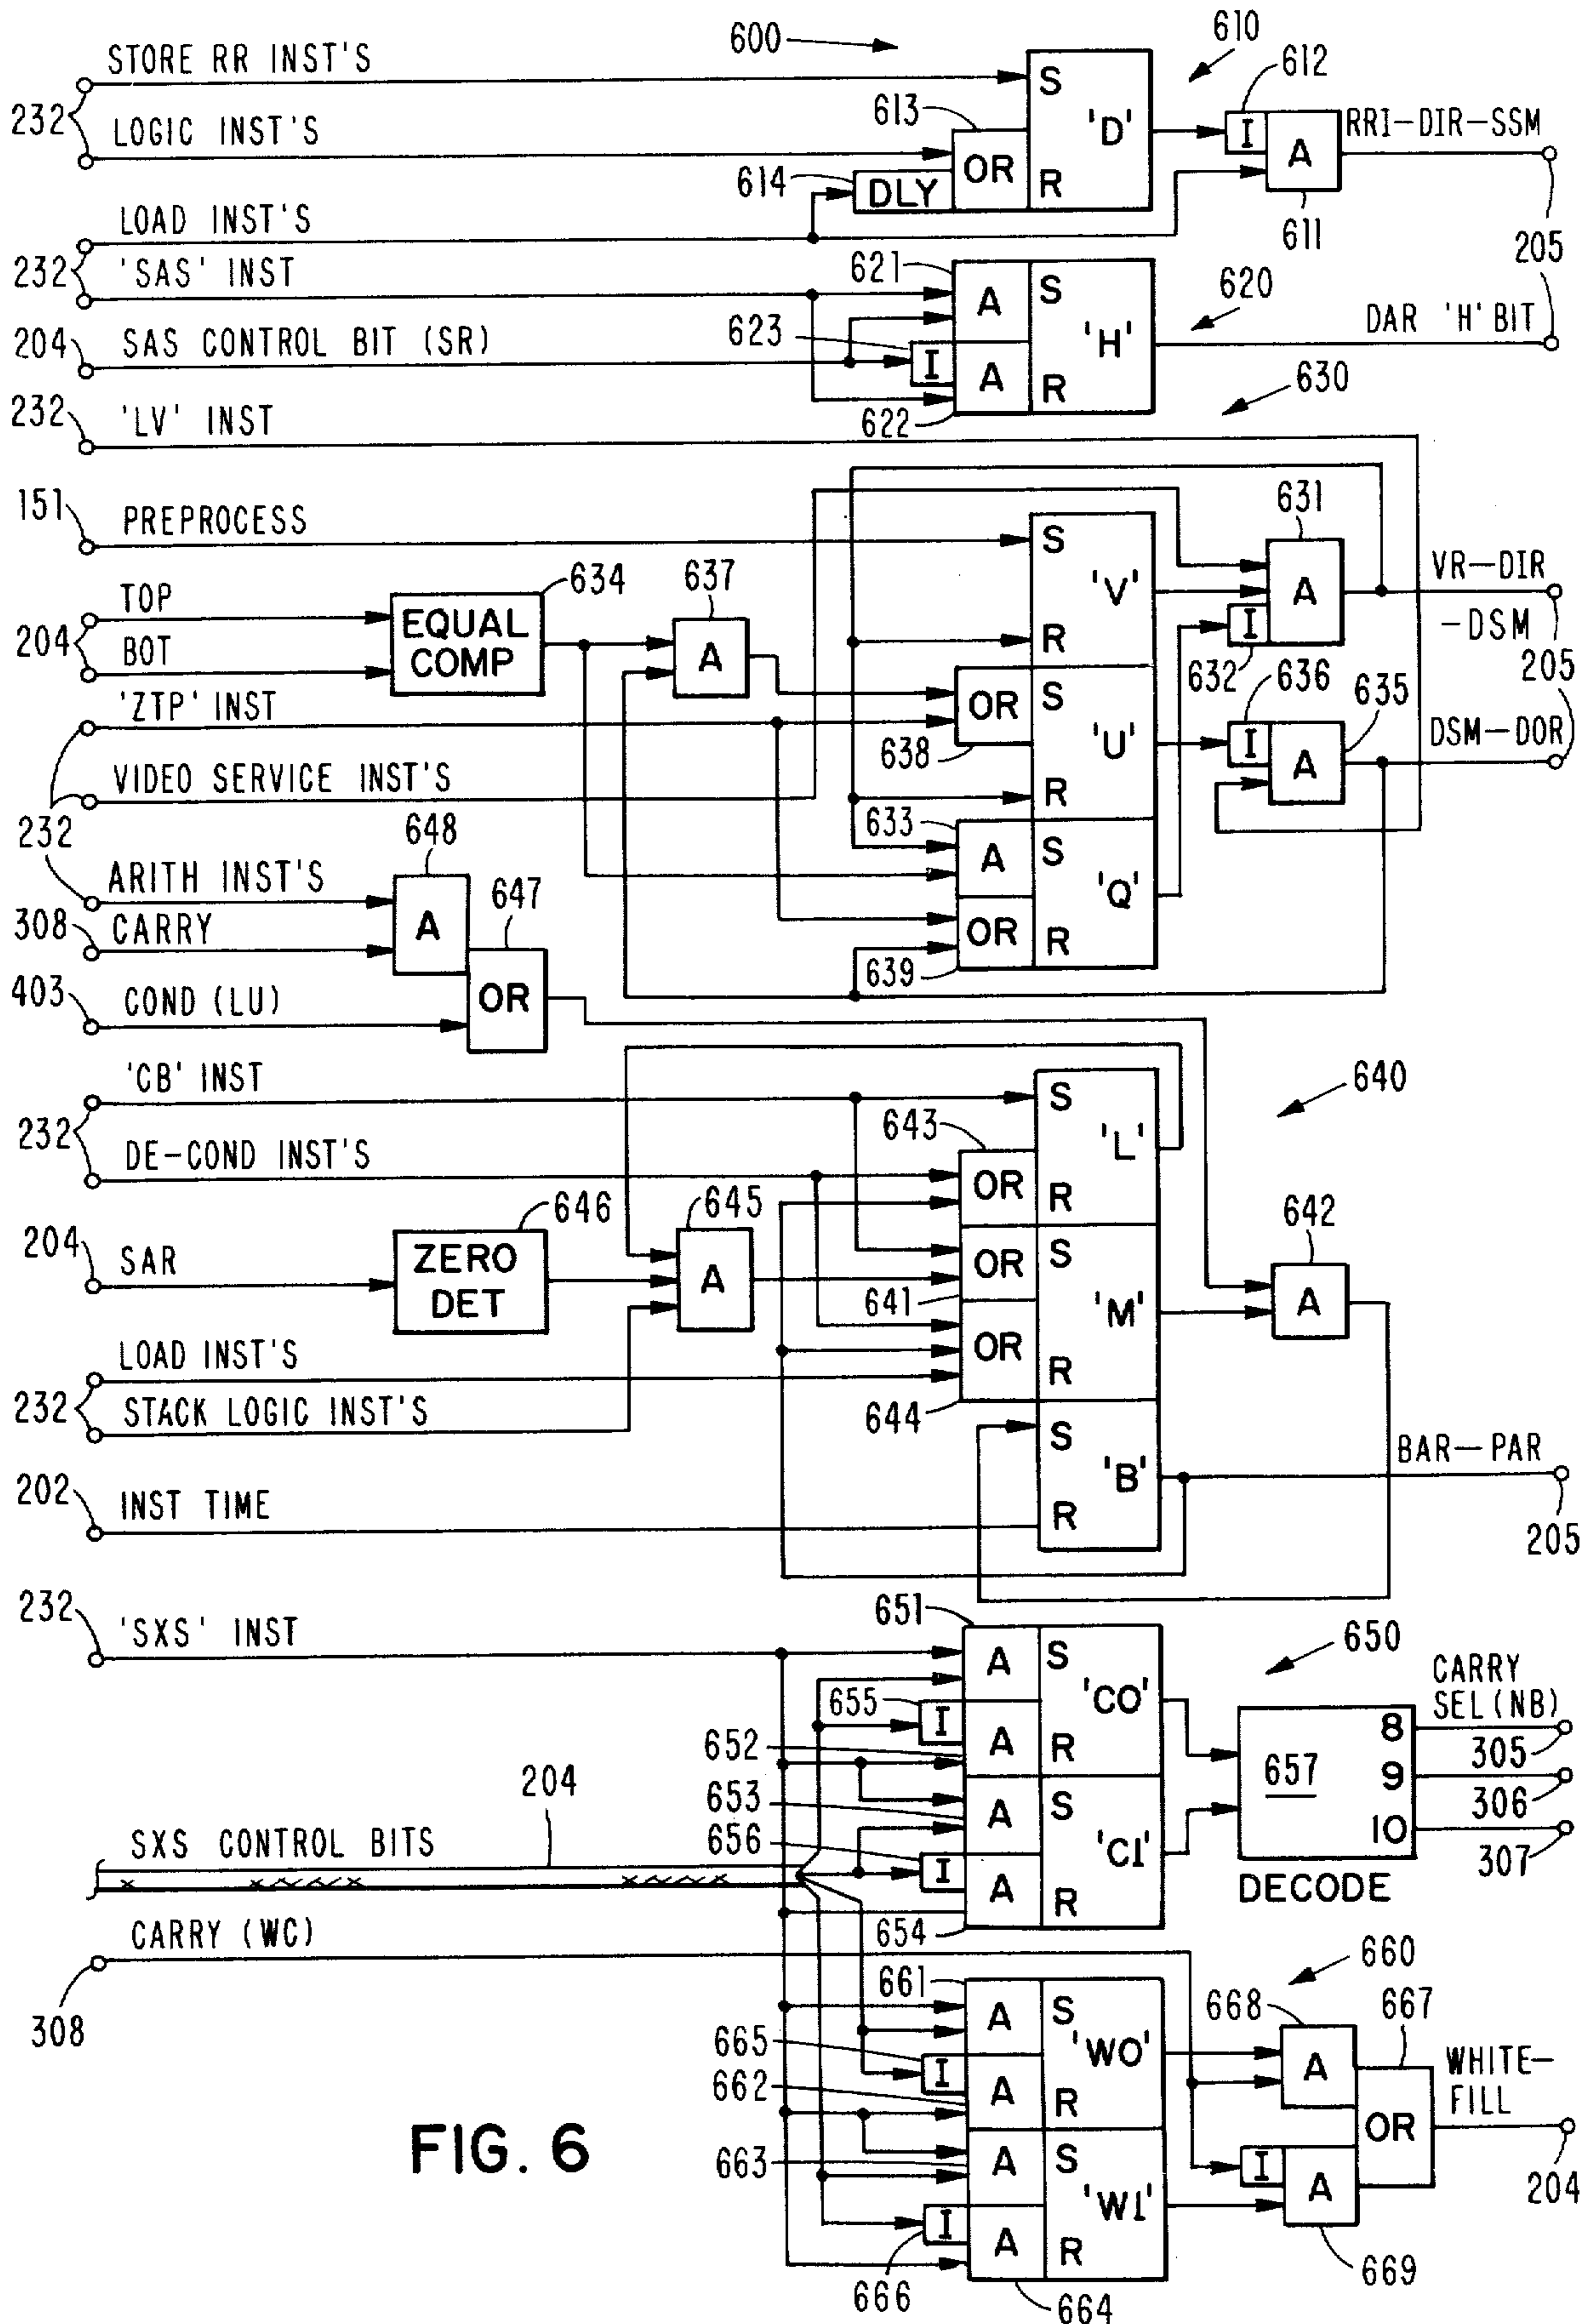 600
610
STORE RR INST'S
612
S
232
613
'D'
I
RRI-DIR-SSM
LOGIC INST'S
A
614
DLY
OR
R
611
LOAD INST'S
205
232
'SAS' INST
621
A
S
620
204
SAS CONTROL BIT (SR)
623
'H'
DAR 'H' BIT
I
A
R
630
232
'LV' INST
622
151
PREPROCESS
S
631
'V'
A
VR-DIR
-DSM
TOP
634
637
204
EQUAL
COMP
A
R
I
632
BOT
205
'ZTP' INST
OR
S
636
635
638
'U'
I
A
DSM-DOR
VIDEO SERVICE INST'S
R
232
648
633
A
S
ARITH INST'S
647
'Q'
308
CARRY
A
OR
R
639
403
COND (LU)
OR
'CB' INST
S
640
232
643
'L'
DE-COND INST'S
OR
R
646
645
642
204
SAR
ZERO
DET
A
OR
S
641
'M'
A
LOAD INST'S
OR
R
232
STACK LOGIC INST'S
644
S
'B'
BAR-PAR
202
INST TIME
R
205
232
'SXS' INST
651
650
A
S
CARRY
SEL (NB)
655
I
'CO'
8
305
652
A
R
657
9
306
204
653
A
S
10
307
SXS CONTROL BITS
656
I
'C1'
DECODE
A
R
654
CARRY (WC)
660
308
661
A
S
668
667
665
I
'WO'
A
WHITE-
FILL
662
A
R
OR
663
A
S
I
204
'W1'
A
I
A
R
669
666
664
FIG. 6